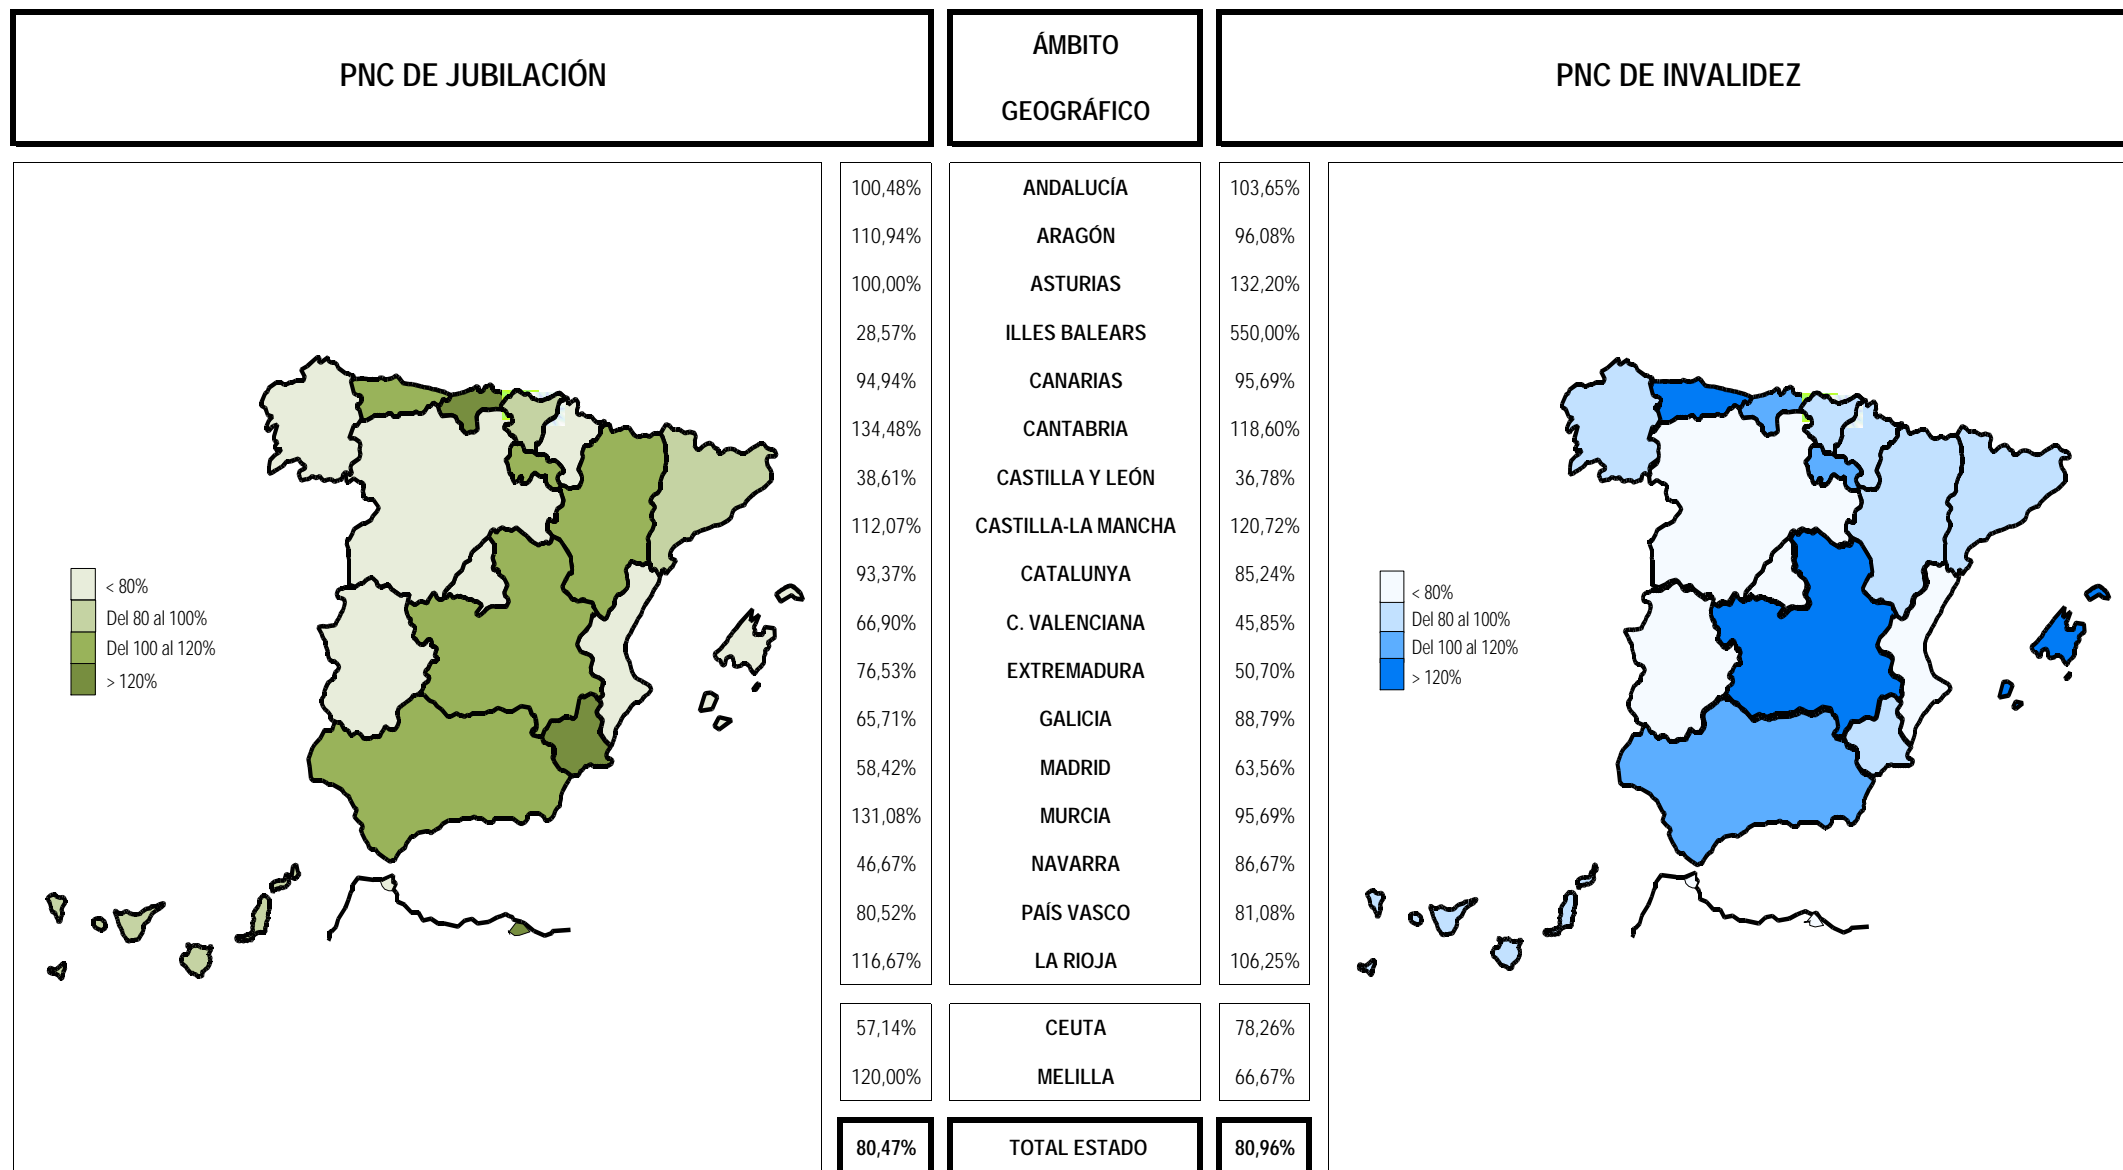 PNC DE JUBILACIÓN
ÁMBITO
GEOGRÁFICO
PNC DE INVALIDEZ
100,48% ANDALUCÍA 103,65%
110,94% ARAGÓN 96,08%
100,00% ASTURIAS 132,20%
28,57% ILLES BALEARS 550,00%
94,94% CANARIAS 95,69%
134,48% CANTABRIA 118,60%
38,61% CASTILLA Y LEÓN 36,78%
112,07% CASTILLA-LA MANCHA 120,72%
93,37% CATALUNYA 85,24%
66,90% C. VALENCIANA 45,85%
76,53% EXTREMADURA 50,70%
65,71% GALICIA 88,79%
58,42% MADRID 63,56%
131,08% MURCIA 95,69%
46,67% NAVARRA 86,67%
80,52% PAÍS VASCO 81,08%
116,67% LA RIOJA 106,25%
57,14% CEUTA 78,26%
120,00% MELILLA 66,67%
80,47% TOTAL ESTADO 80,96%
< 80%
Del 80 al 100%
Del 100 al 120%
> 120%
< 80%
Del 80 al 100%
Del 100 al 120%
> 120%